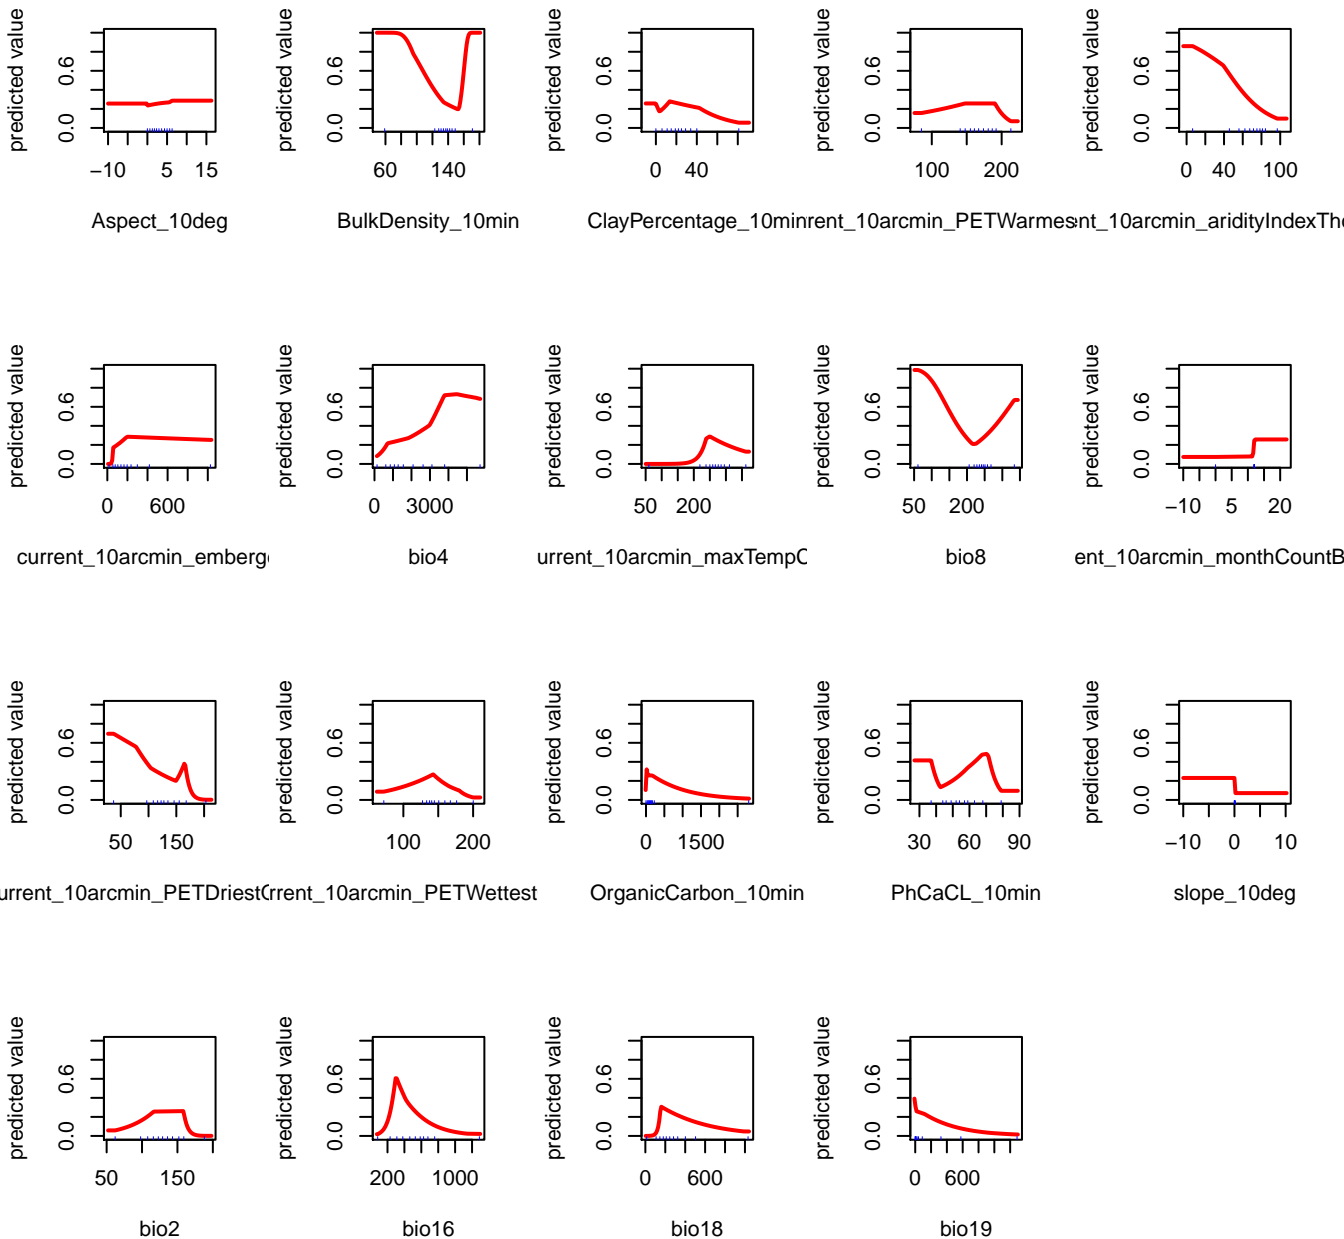 predicted value predicted value predicted value predicted value predicted value
0.0 0.6 0.0 0.6 0.0 0.6 0.0 0.6 0.0 0.6
−10 5 15 60 140 0 40 100 200 0 40 100
Aspect_10deg BulkDensity_10min ClayPercentage_10min rrent_10arcmin_PETWarmes ent_10arcmin_aridityIndexTho
predicted value predicted value predicted value predicted value predicted value
0.0 0.6 0.0 0.6 0.0 0.6 0.0 0.6 0.0 0.6
0 600 0 3000 50 200 50 200 −10 5 20
current_10arcmin_emberge bio4 urrent_10arcmin_maxTempC bio8 ent_10arcmin_monthCountB
predicted value predicted value predicted value predicted value predicted value
0.0 0.6 0.0 0.6 0.0 0.6 0.0 0.6 0.0 0.6
50 150 100 200 0 1500 30 60 90 −10 0 10
urrent_10arcmin_PETDriestQ rrent_10arcmin_PETWettest OrganicCarbon_10min PhCaCL_10min slope_10deg
predicted value predicted value predicted value predicted value
0.0 0.6 0.0 0.6 0.0 0.6 0.0 0.6
50 150 200 1000 0 600 0 600
bio2 bio16 bio18 bio19